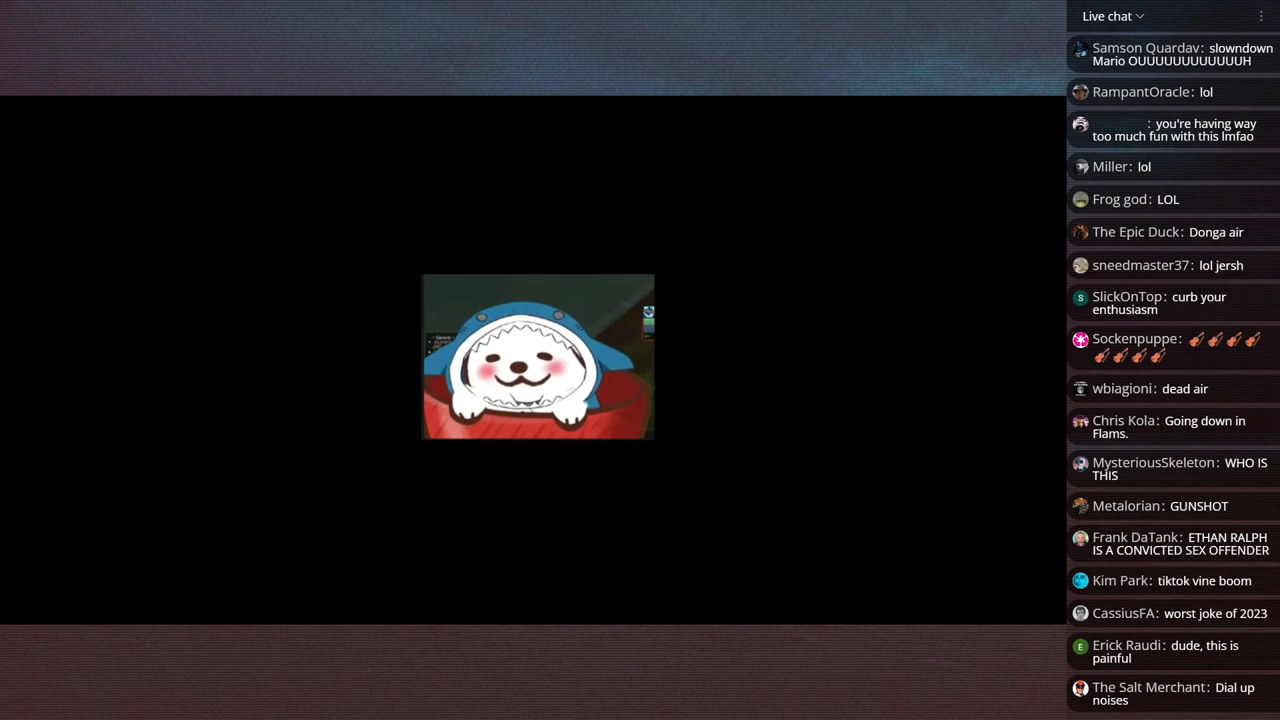 Live chat
Samson Quardav: slowndown
Mario OUUUUUUUUUUUUH
RampantOracle: lol
: you're having way
too much fun with this lmfao
Miller: lol
Frog god: LOL
The Epic Duck: Donga air
sneedmaster37: lol jersh
SlickOnTop: curb your
enthusiasm
Sockenpuppe: 🎻🎻🎻🎻
🎻🎻🎻🎻
wbiagioni: dead air
Chris Kola: Going down in
Flams.
MysteriousSkeleton: WHO IS
THIS
Metalorian: GUNSHOT
Frank DaTank: ETHAN RALPH
IS A CONVICTED SEX OFFENDER
Kim Park: tiktok vine boom
CassiusFA: worst joke of 2023
Erick Raudi: dude, this is
painful
The Salt Merchant: Dial up
noises